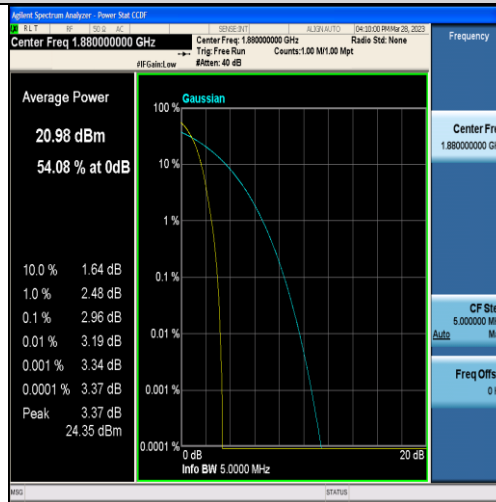 Agilent Spectrum Analyzer - Power Stat CCDF
RLT RF 50 Ω AC SENSE:INT ALIGN AUTO 04:10:00 PM Mar 28, 2023
Center Freq 1.880000000 GHz Center Freq: 1.880000000 GHz Radio Std: None
Trig: Free Run Counts:1.00 M/1.00 Mpt
#IFGain:Low #Atten: 40 dB
Frequency
Average Power
20.98 dBm
54.08 % at 0dB
10.0 % 1.64 dB
1.0 % 2.48 dB
0.1 % 2.96 dB
0.01 % 3.19 dB
0.001 % 3.34 dB
0.0001 % 3.37 dB
Peak 3.37 dB
24.35 dBm
Gaussian
100 %
10 %
1 %
0.1 %
0.01 %
0.001 %
0.0001 %
0 dB 20 dB
Info BW 5.0000 MHz
Center Fre
1.880000000 G
CF Ste
5.000000 M
Auto M
Freq Offs
0
MSG STATUS